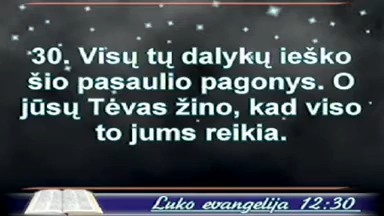 30. Visų tų dalykų ieško
šio pasaulio pagonys. O
jūsų Tėvas žino, kad viso
to jums reikia.
Luko evangelija 12:30